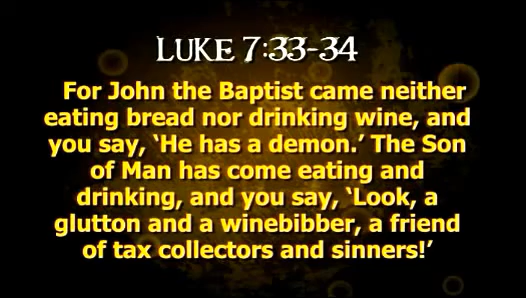 LUKE 7:33-34
For John the Baptist came neither
eating bread nor drinking wine, and
you say, ‘He has a demon.’ The Son
of Man has come eating and
drinking, and you say, ‘Look, a
glutton and a winebibber, a friend
of tax collectors and sinners!’